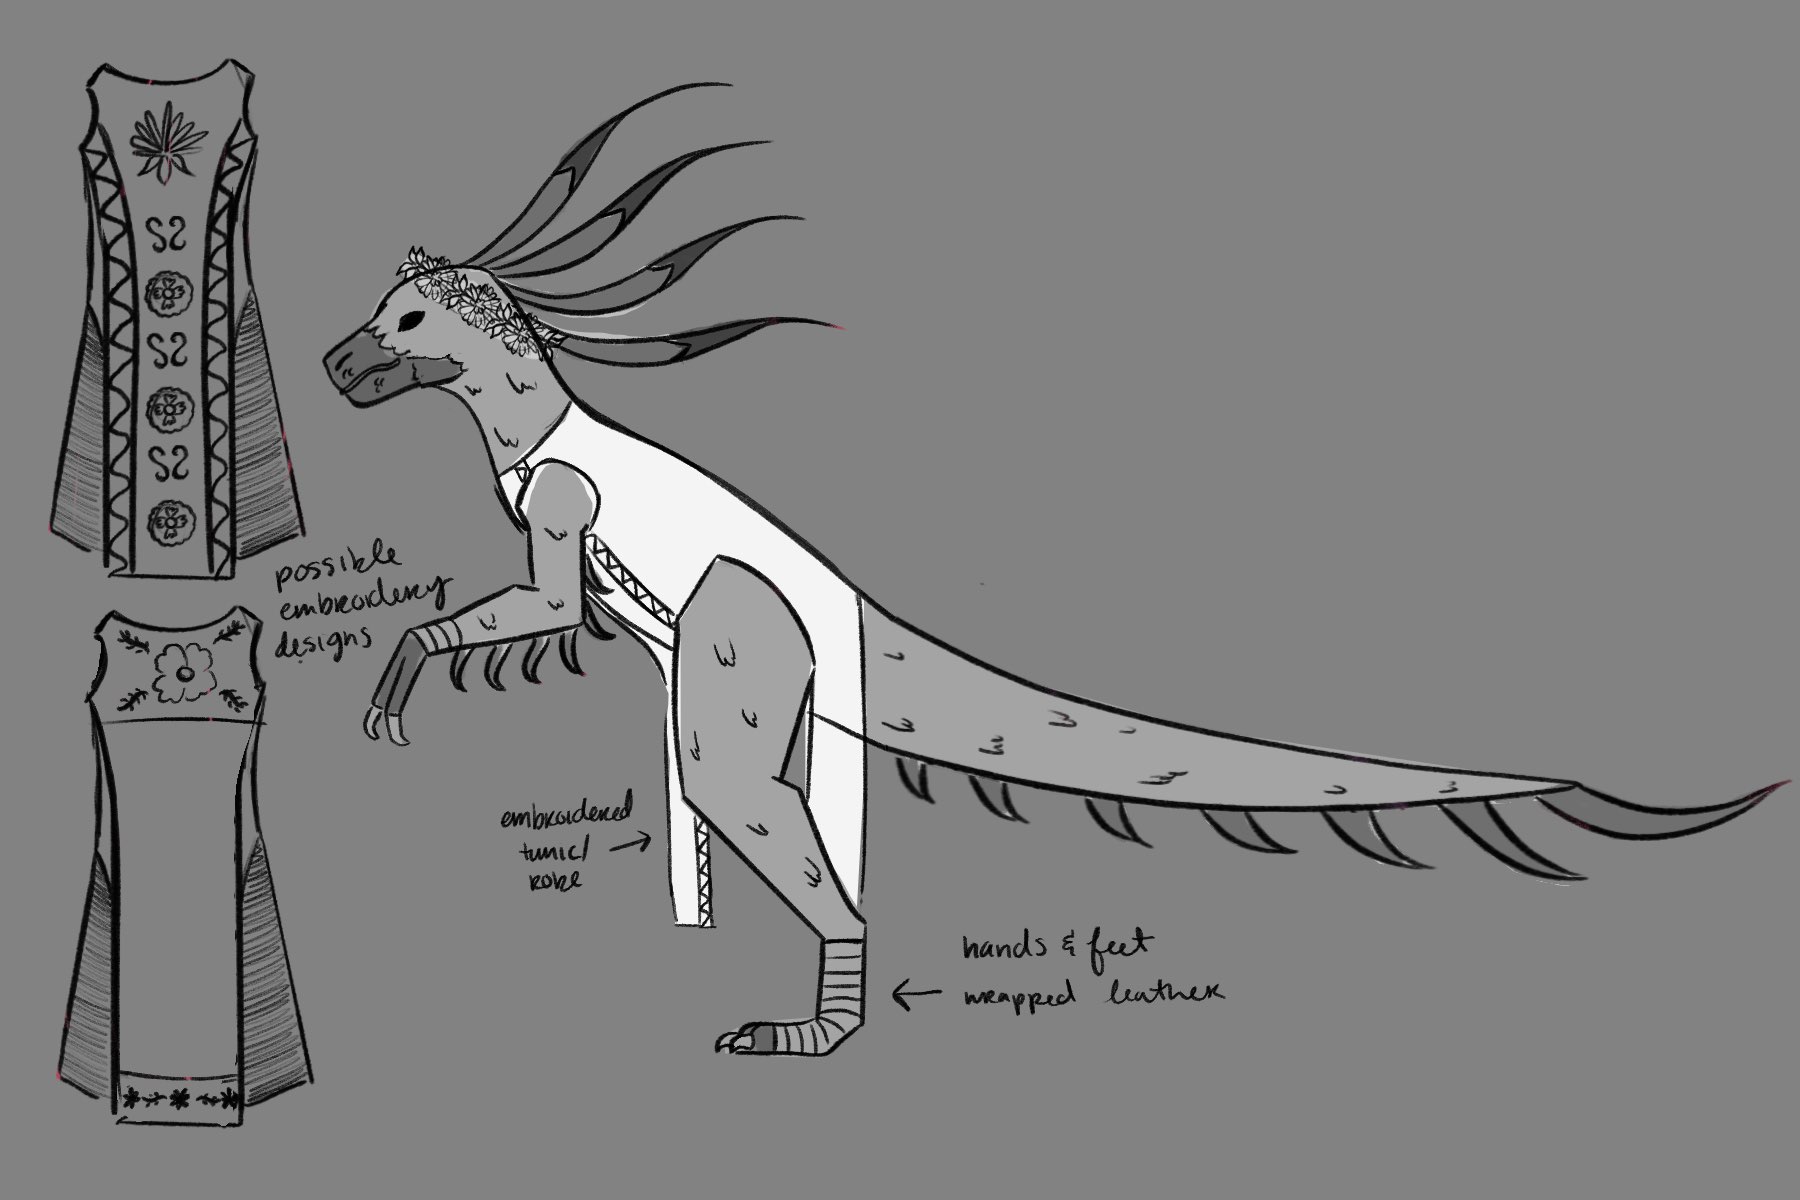 possible
embroidery
designs
embroidered
tunic/
robe
hands & feet
wrapped leather